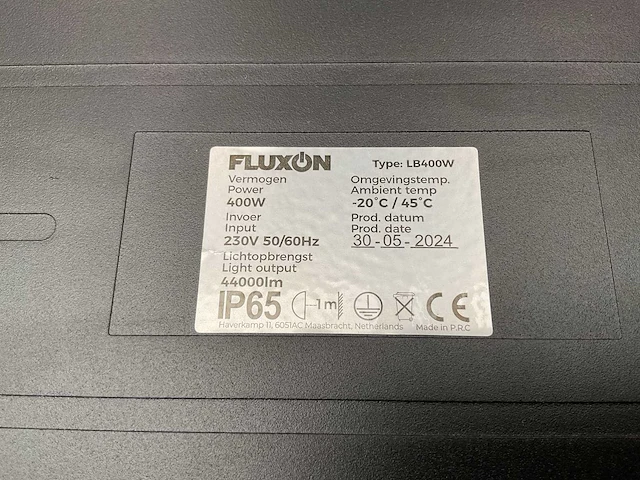 FLUXON
Type: LB400W
Vermogen
Power
400W
Omgevingstemp.
Ambient temp
-20°C / 45°C
Invoer
Input
230V 50/60Hz
Prod. datum
Prod. date
30-05-2024
Lichtopbrengst
Light output
44000lm
IP65
1m
CE
Haverkamp 11, 6051AC Maasbracht, Netherlands
Made in P.R.C